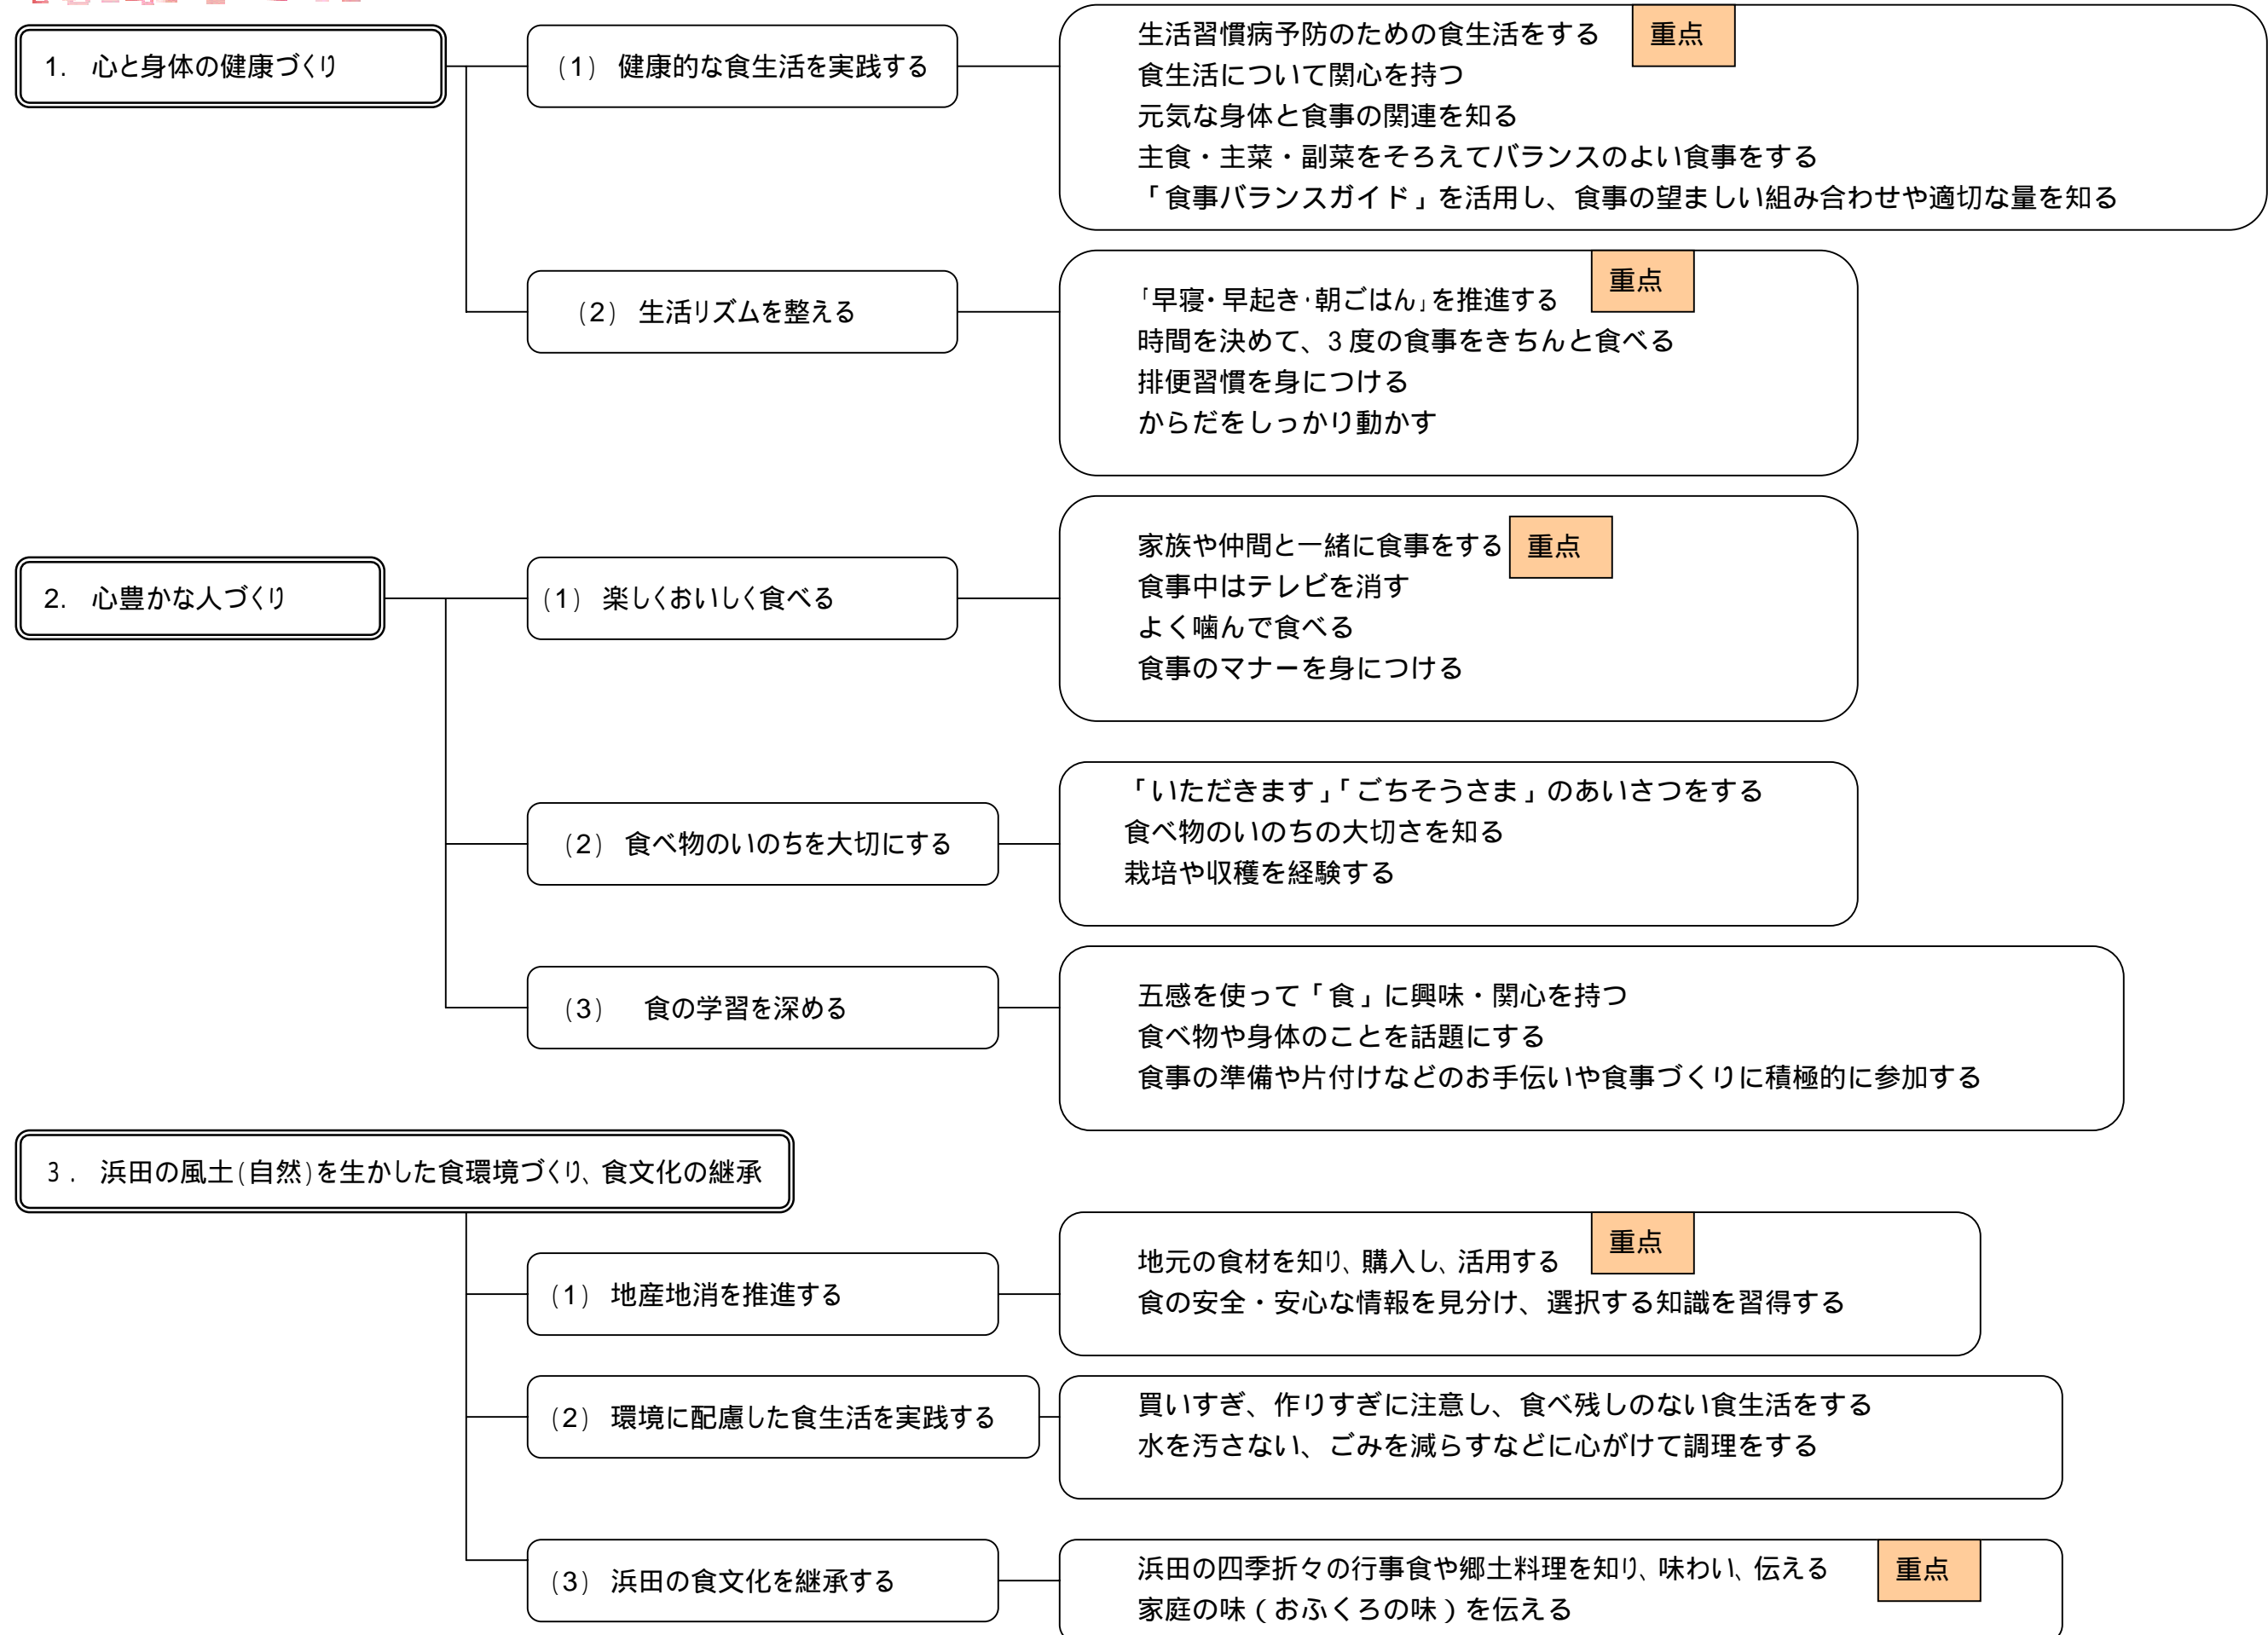 1. 心と身体の健康づくり
(1) 健康的な食生活を実践する
生活習慣病予防のための食生活をする 重点
食生活について関心を持つ
元気な身体と食事の関連を知る
主食・主菜・副菜をそろえてバランスのよい食事をする
「食事バランスガイド」を活用し、食事の望ましい組み合わせや適切な量を知る
(2) 生活リズムを整える
「早寝・早起き・朝ごはん」を推進する 重点
時間を決めて、3度の食事をきちんと食べる
排便習慣を身につける
からだをしっかり動かす
2. 心豊かな人づくり
(1) 楽しくおいしく食べる
家族や仲間と一緒に食事をする 重点
食事中はテレビを消す
よく噛んで食べる
食事のマナーを身につける
(2) 食べ物のいのちを大切にする
「いただきます」「ごちそうさま」のあいさつをする
食べ物のいのちの大切さを知る
栽培や収穫を経験する
(3) 食の学習を深める
五感を使って「食」に興味・関心を持つ
食べ物や身体のことを話題にする
食事の準備や片付けなどのお手伝いや食事づくりに積極的に参加する
3. 浜田の風土(自然)を生かした食環境づくり、食文化の継承
(1) 地産地消を推進する
地元の食材を知り、購入し、活用する 重点
食の安全・安心な情報を見分け、選択する知識を習得する
(2) 環境に配慮した食生活を実践する
買いすぎ、作りすぎに注意し、食べ残しのない食生活をする
水を汚さない、ごみを減らすなどに心がけて調理をする
(3) 浜田の食文化を継承する
浜田の四季折々の行事食や郷土料理を知り、味わい、伝える 重点
家庭の味(おふくろの味)を伝える